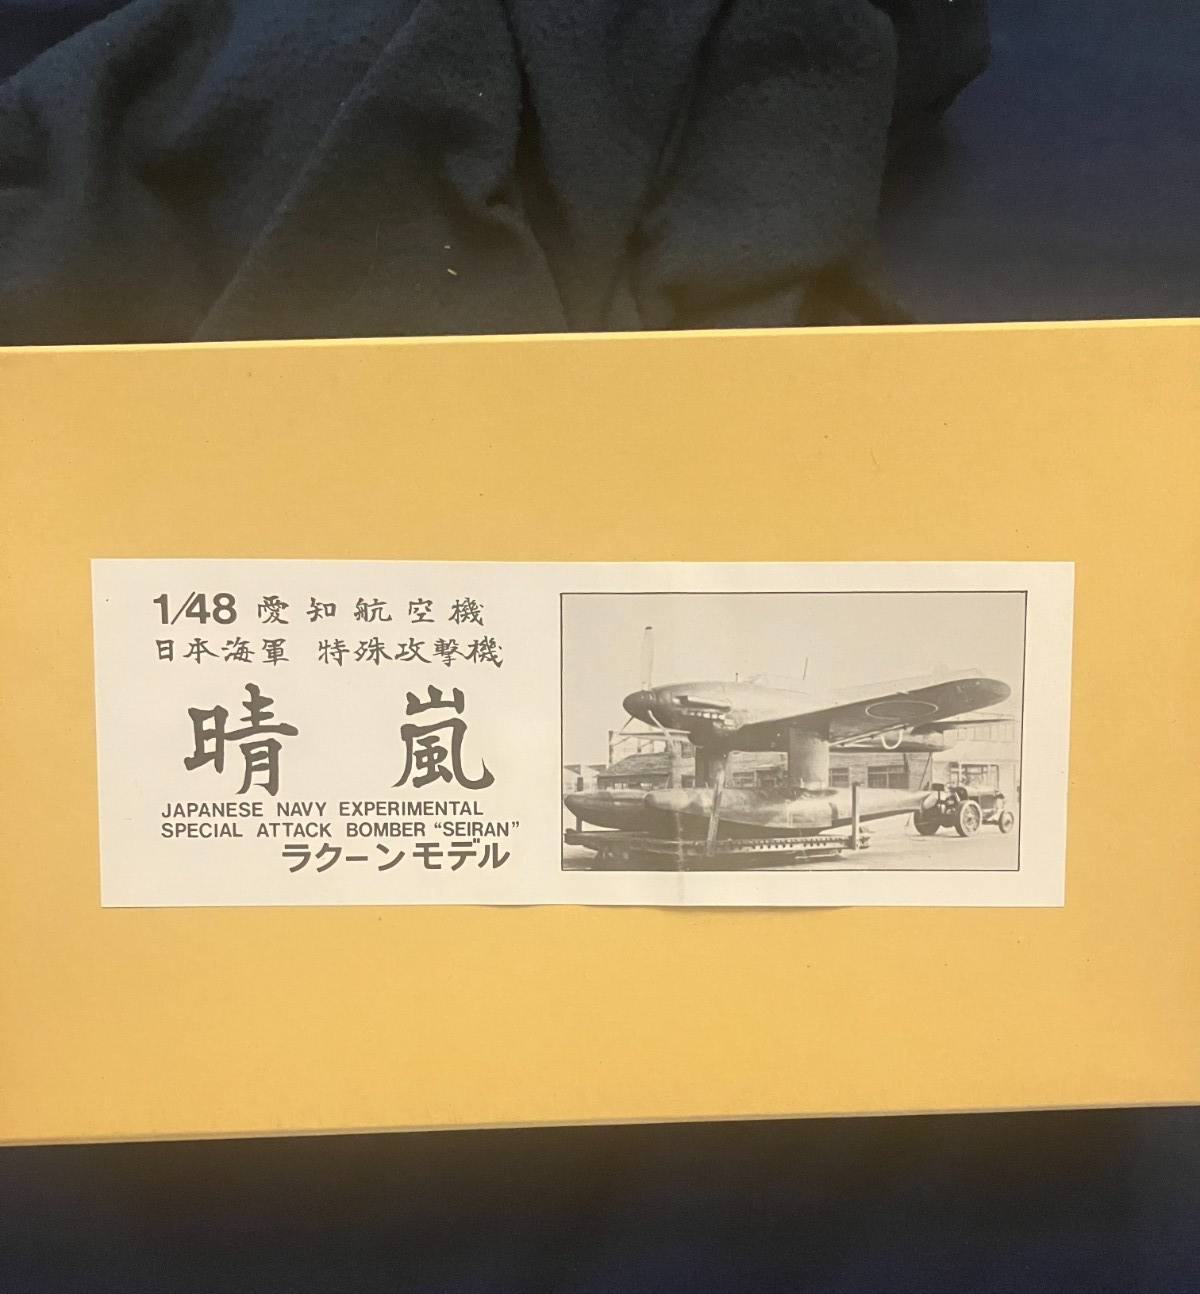 1/48 愛知航空機
日本海軍 特殊攻撃機
晴嵐
JAPANESE NAVY EXPERIMENTAL
SPECIAL ATTACK BOMBER “SEIRAN”
ラクーンモデル